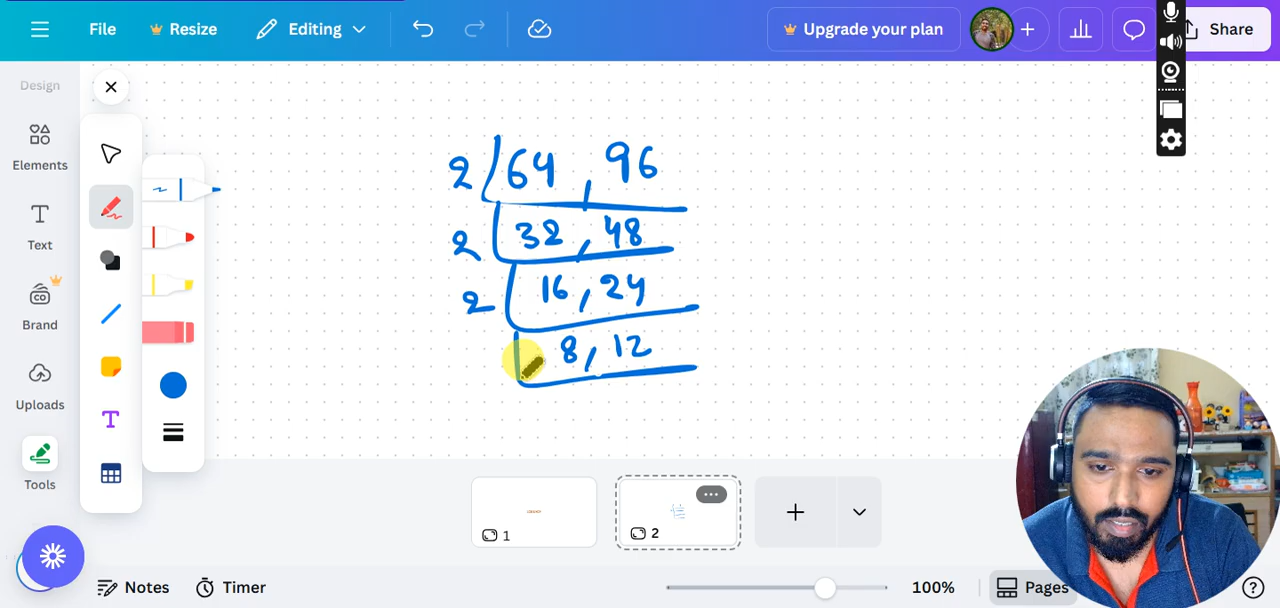 File
Resize
Editing
Upgrade your plan
Share
Design
Elements
Text
Brand
Uploads
Tools
2 64 , 96
2 32 , 48
2 16 , 24
8 , 12
1
2
Notes
Timer
100%
Pages